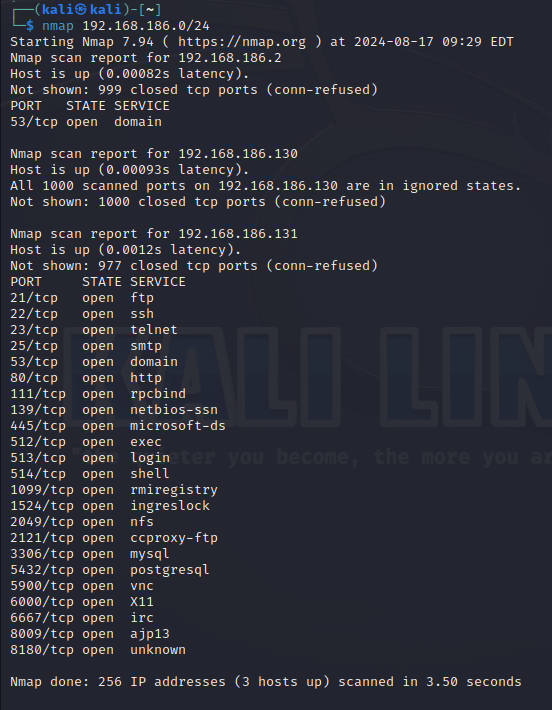 ┌──(kali㉿kali)-[~]
└─$ nmap 192.168.186.0/24
Starting Nmap 7.94 ( https://nmap.org ) at 2024-08-17 09:29 EDT
Nmap scan report for 192.168.186.2
Host is up (0.00082s latency).
Not shown: 999 closed tcp ports (conn-refused)
PORT   STATE SERVICE
53/tcp open  domain

Nmap scan report for 192.168.186.130
Host is up (0.00093s latency).
All 1000 scanned ports on 192.168.186.130 are in ignored states.
Not shown: 1000 closed tcp ports (conn-refused)

Nmap scan report for 192.168.186.131
Host is up (0.0012s latency).
Not shown: 977 closed tcp ports (conn-refused)
PORT     STATE SERVICE
21/tcp   open  ftp
22/tcp   open  ssh
23/tcp   open  telnet
25/tcp   open  smtp
53/tcp   open  domain
80/tcp   open  http
111/tcp  open  rpcbind
139/tcp  open  netbios-ssn
445/tcp  open  microsoft-ds
512/tcp  open  exec
513/tcp  open  login
514/tcp  open  shell
1099/tcp open  rmiregistry
1524/tcp open  ingreslock
2049/tcp open  nfs
2121/tcp open  ccproxy-ftp
3306/tcp open  mysql
5432/tcp open  postgresql
5900/tcp open  vnc
6000/tcp open  X11
6667/tcp open  irc
8009/tcp open  ajp13
8180/tcp open  unknown

Nmap done: 256 IP addresses (3 hosts up) scanned in 3.50 seconds
KALI LIN
you become, the more you ar